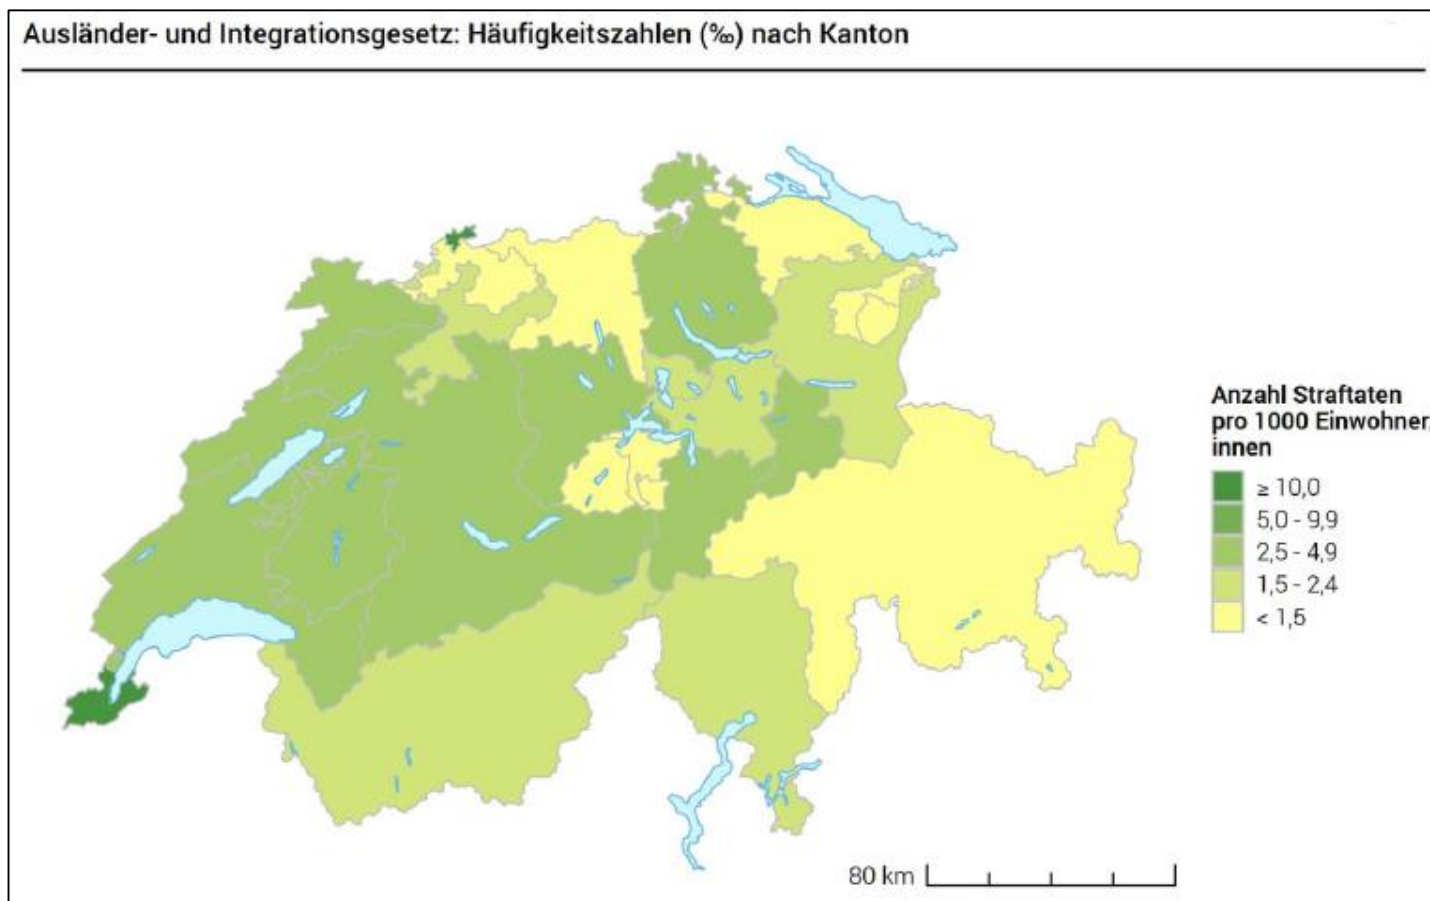 Ausländer- und Integrationsgesetz: Häufigkeitszahlen (‰) nach Kanton
Anzahl Straftaten
pro 1000 Einwohner,
innen
≥ 10,0
5,0 - 9,9
2,5 - 4,9
1,5 - 2,4
< 1,5
80 km